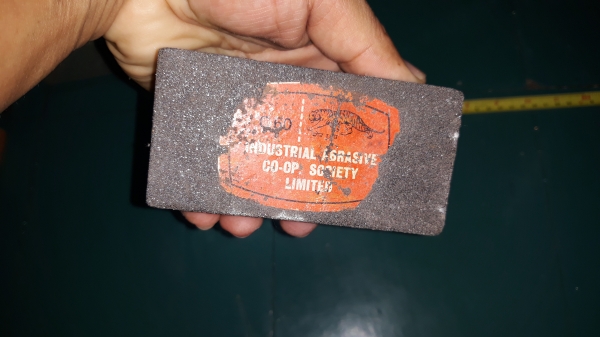 INDUSTRIAL ABRASIVE
CO-OP. SOCIETY
LIMITED